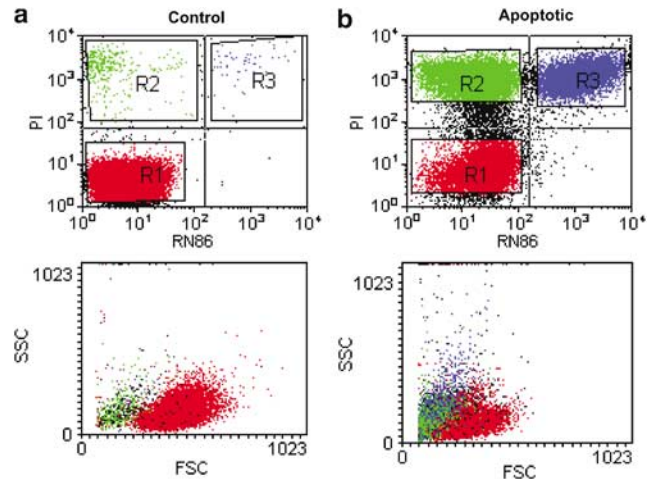 a Control
b Apoptotic
10⁴
10³
10²
10¹
10⁰
PI
R2
R3
R1
10⁰ 10¹ 10² 10³ 10⁴
RN86
10⁴
10³
10²
10¹
10⁰
PI
R2
R3
R1
10⁰ 10¹ 10² 10³ 10⁴
RN86
1023
SSC
0
0 1023
FSC
1023
SSC
0
0 1023
FSC